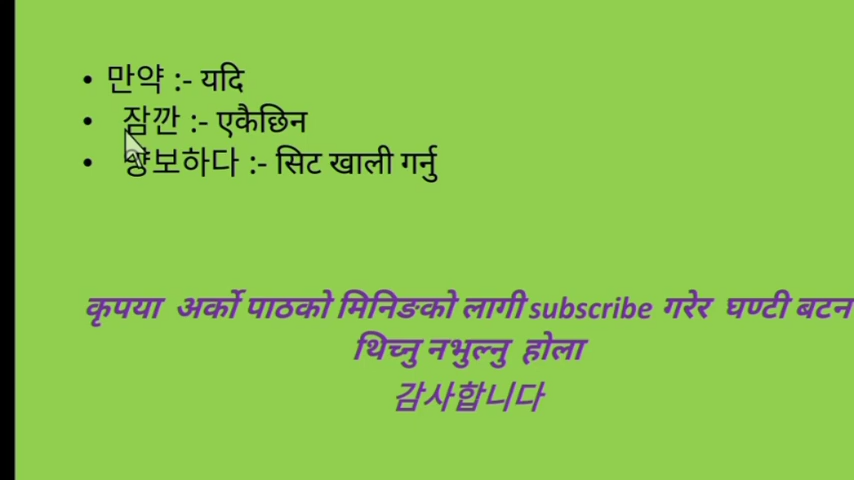 • 만약 :- यदि
• 잠깐 :- एकैछिन
• 양보하다 :- सिट खाली गर्नु
कृपया अर्को पाठको मिनिङको लागी subscribe गरेर घण्टी बटन
थिच्नु नभुल्नु होला
감사합니다